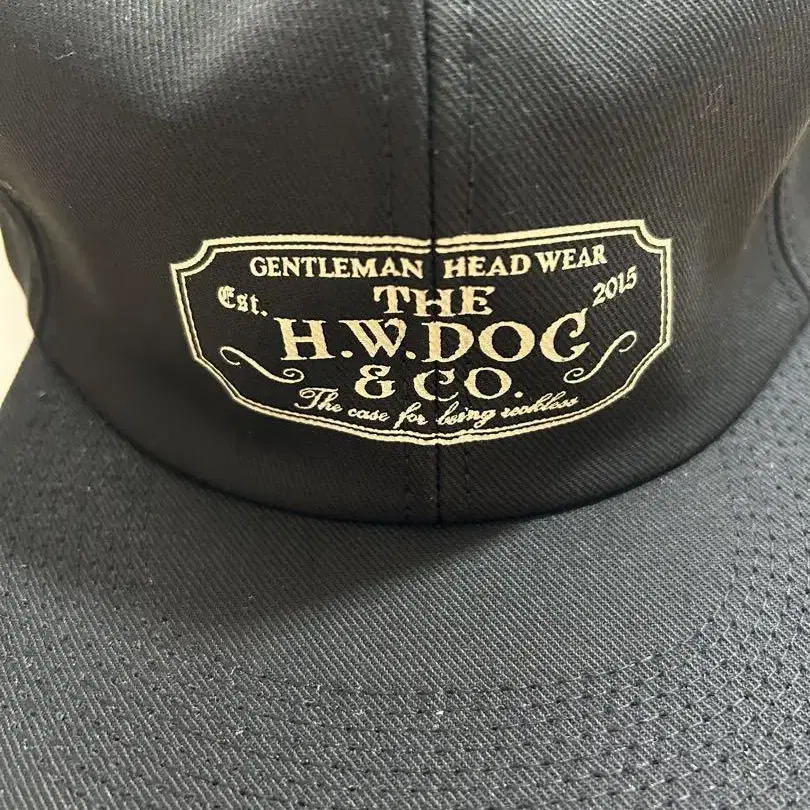 GENTLEMAN HEAD WEAR
Est. 2015
THE
H.W.DOG
& CO.
The case for being reckless